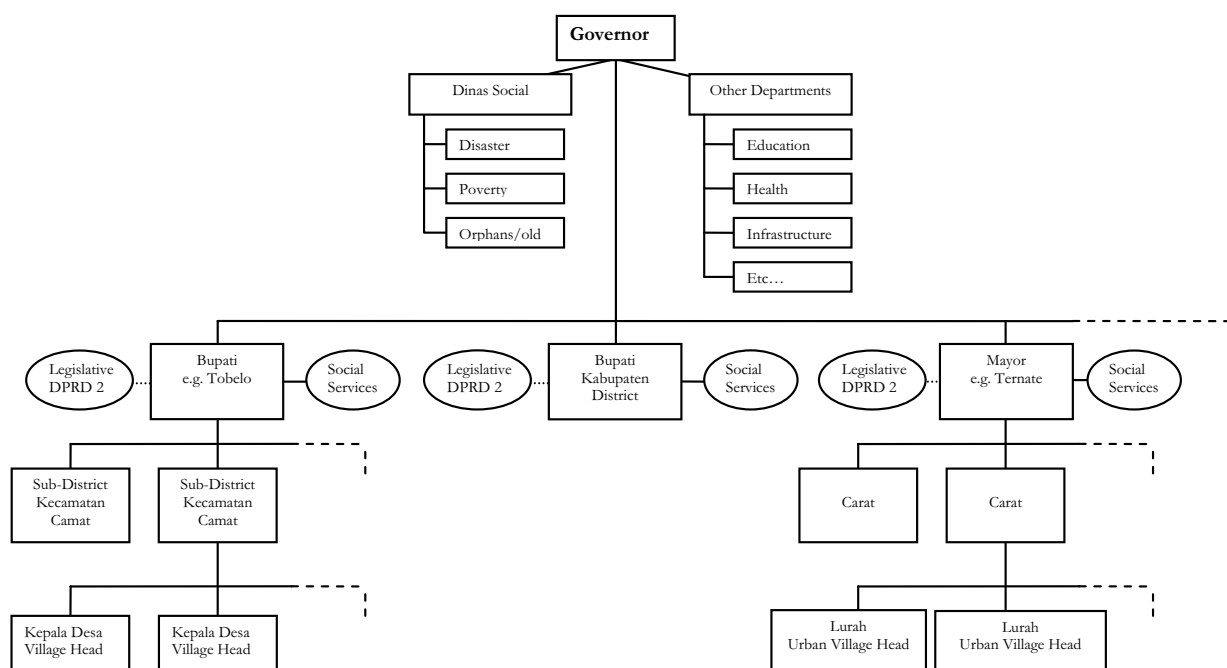 Governor
Dinas Social
Other Departments
Disaster
Education
Poverty
Health
Orphans/old
Infrastructure
Etc…
Legislative
DPRD 2
Bupati
e.g. Tobelo
Social
Services
Legislative
DPRD 2
Bupati
Kabupaten
District
Social
Services
Legislative
DPRD 2
Mayor
e.g. Ternate
Social
Services
Sub-District
Kecamatan
Camat
Sub-District
Kecamatan
Camat
Carat
Carat
Kepala Desa
Village Head
Kepala Desa
Village Head
Lurah
Urban Village Head
Lurah
Urban Village Head